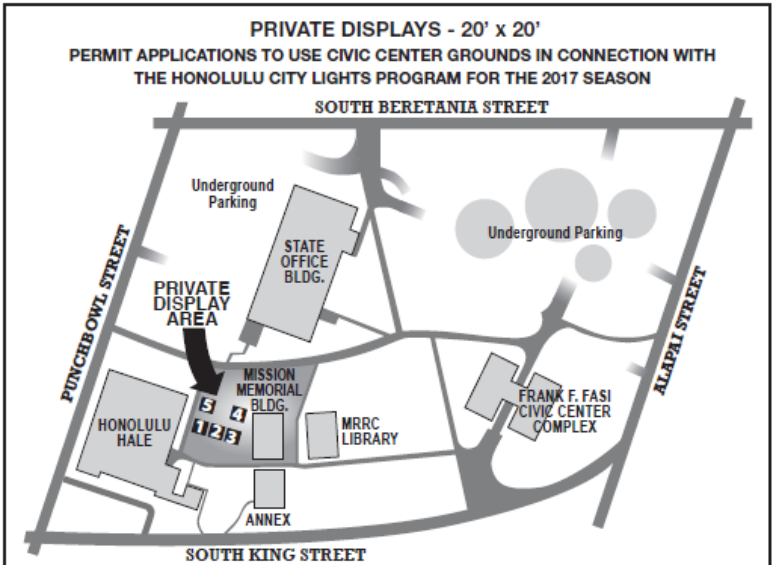 PRIVATE DISPLAYS - 20' x 20'
PERMIT APPLICATIONS TO USE CIVIC CENTER GROUNDS IN CONNECTION WITH
THE HONOLULU CITY LIGHTS PROGRAM FOR THE 2017 SEASON
SOUTH BERETANIA STREET
Underground
Parking
STATE
OFFICE
BLDG.
Underground Parking
PUNCHBOWL STREET
ALAPAI STREET
PRIVATE
DISPLAY
AREA
MISSION
MEMORIAL
BLDG.
5 4
1 2 3
HONOLULU
HALE
MRRC
LIBRARY
FRANK F. FASI
CIVIC CENTER
COMPLEX
ANNEX
SOUTH KING STREET